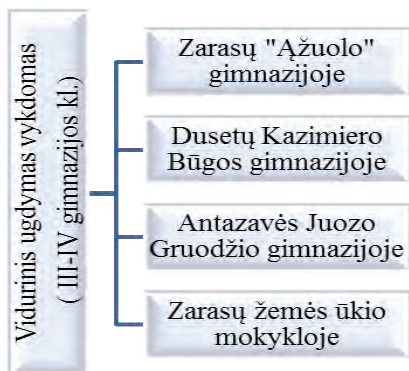 Vidurinis ugdymas vykdomas
( III-IV gimnazijos kl.)
Zarasų "Ąžuolo"
gimnazijoje
Dusetų Kazimiero
Būgos gimnazijoje
Antazavės Juozo
Gruodžio gimnazijoje
Zarasų žemės ūkio
mokykloje